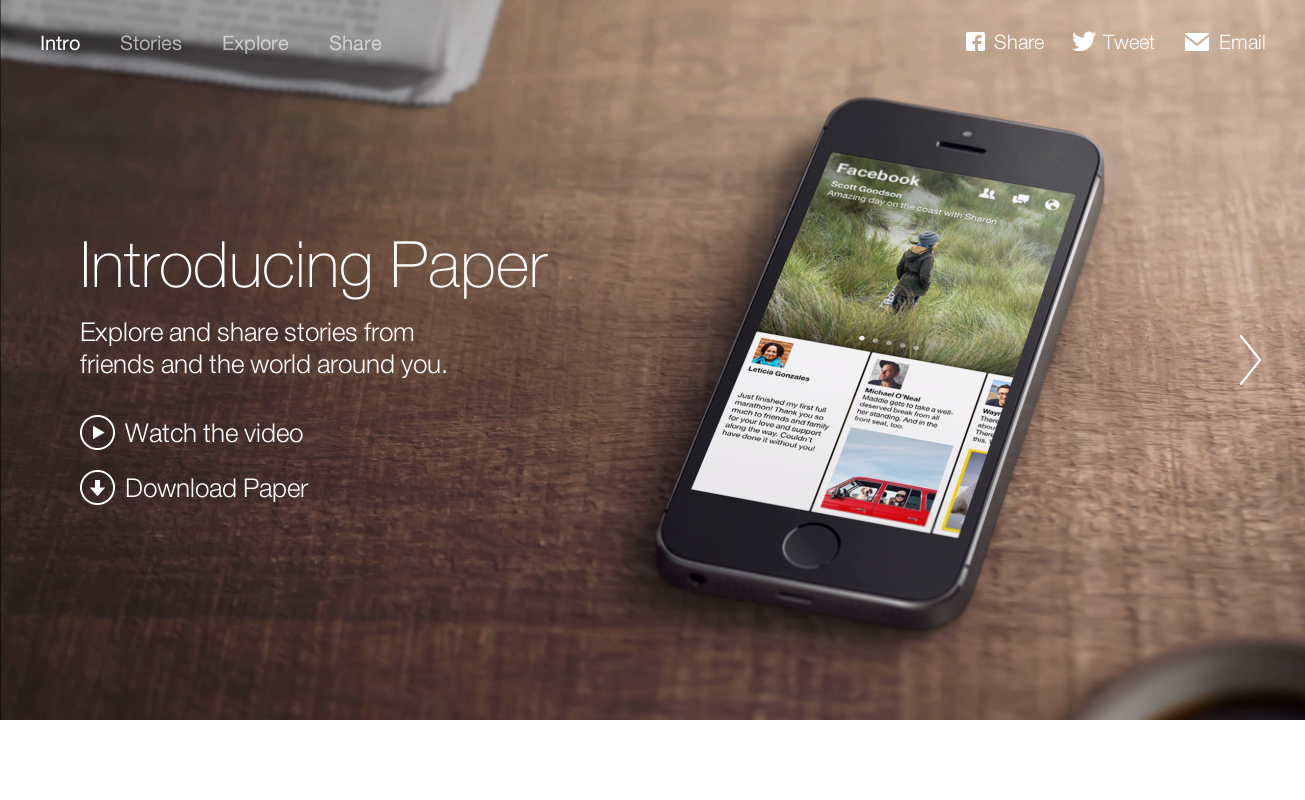 Intro Stories Explore Share
Share Tweet Email
Facebook
Scott Goodson
Amazing day on the coast with Sharon
Introducing Paper
Explore and share stories from
friends and the world around you.
Watch the video
Download Paper
Leticia Gonzales
Just finished my first full
marathon! Thank you so
much to friends and family
for your love and support
along the way. Couldn't
have done it without you!
Michael O'Neal
Maddie gets to take a well-
deserved break from all
her standing. And in the
front seat, too.